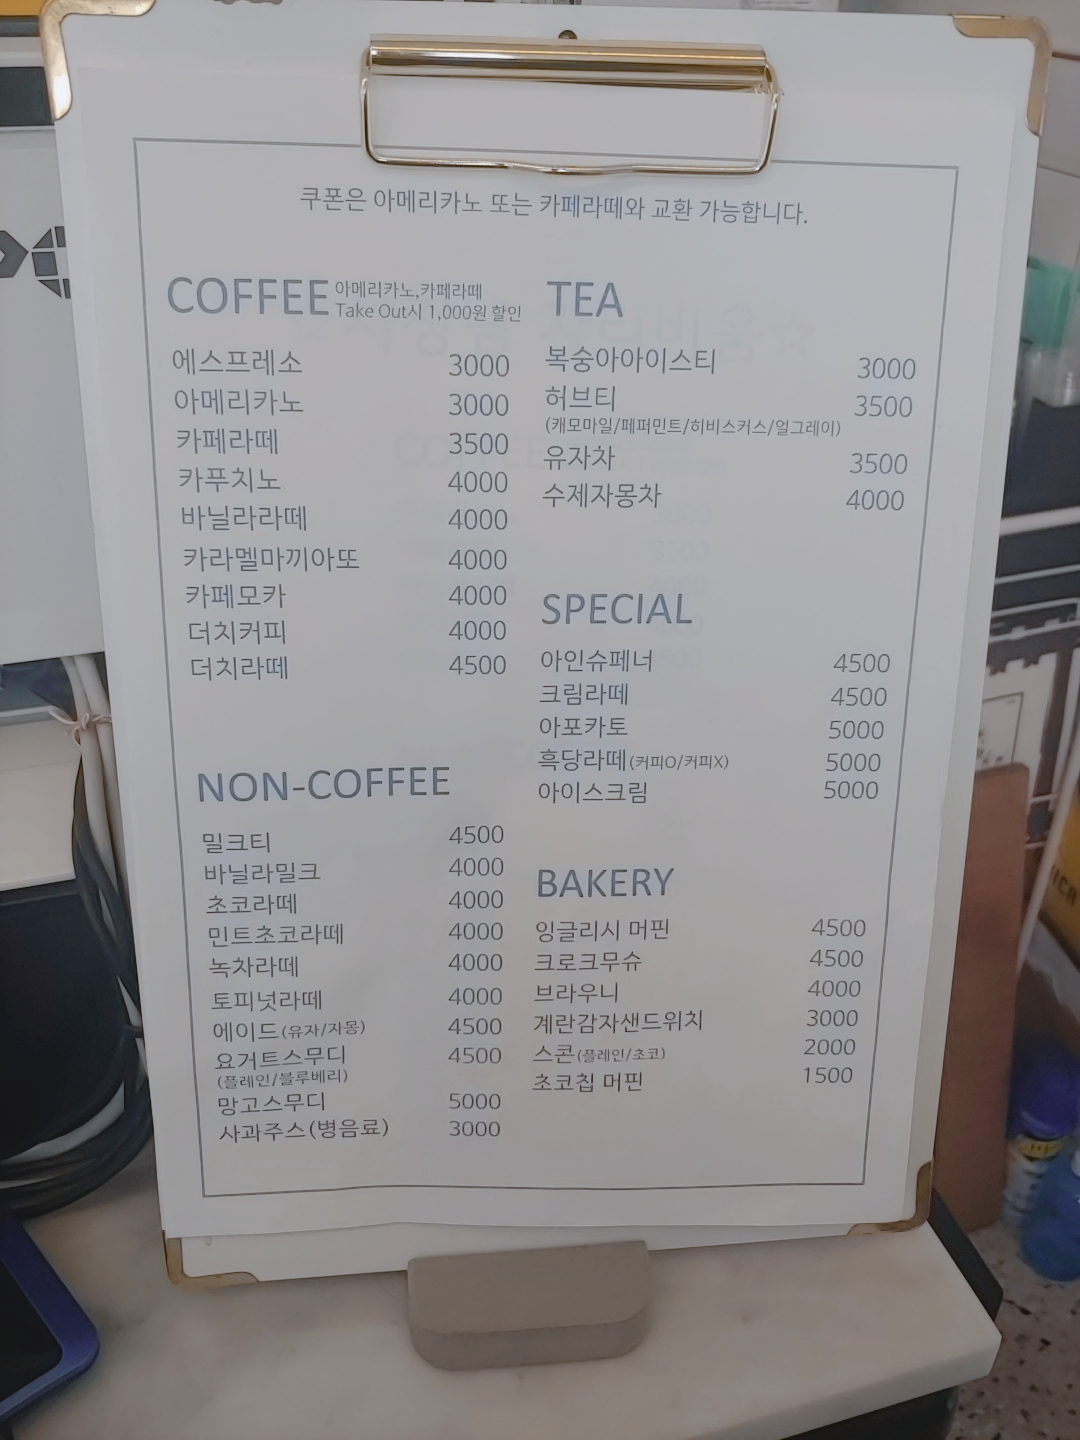 쿠폰은 아메리카노 또는 카페라떼와 교환 가능합니다.
COFFEE 아메리카노,카페라떼
Take Out시 1,000원 할인
에스프레소 3000
아메리카노 3000
카페라떼 3500
카푸치노 4000
바닐라라떼 4000
카라멜마끼아또 4000
카페모카 4000
더치커피 4000
더치라떼 4500
NON-COFFEE
밀크티 4500
바닐라밀크 4000
초코라떼 4000
민트초코라떼 4000
녹차라떼 4000
토피넛라떼 4000
에이드(유자/자몽) 4500
요거트스무디 4500
(플레인/블루베리)
망고스무디 5000
사과주스(병음료) 3000
TEA
복숭아아이스티 3000
허브티 3500
(캐모마일/페퍼민트/히비스커스/얼그레이)
유자차 3500
수제자몽차 4000
SPECIAL
아인슈페너 4500
크림라떼 4500
아포카토 5000
흑당라떼(커피O/커피X) 5000
아이스크림 5000
BAKERY
잉글리시 머핀 4500
크로크무슈 4500
브라우니 4000
계란감자샌드위치 3000
스콘(플레인/초코) 2000
초코칩 머핀 1500